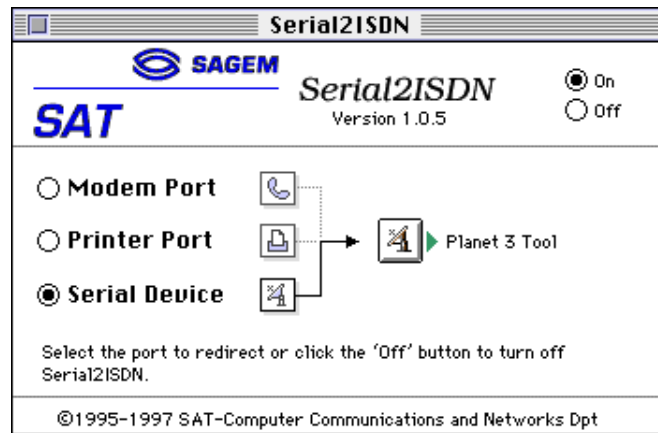 Serial2ISDN
SAGEM
SAT
Serial2ISDN
Version 1.0.5
On
Off
Modem Port
Printer Port
Planet 3 Tool
Serial Device
Select the port to redirect or click the 'Off' button to turn off
Serial2ISDN.
©1995-1997 SAT-Computer Communications and Networks Dpt